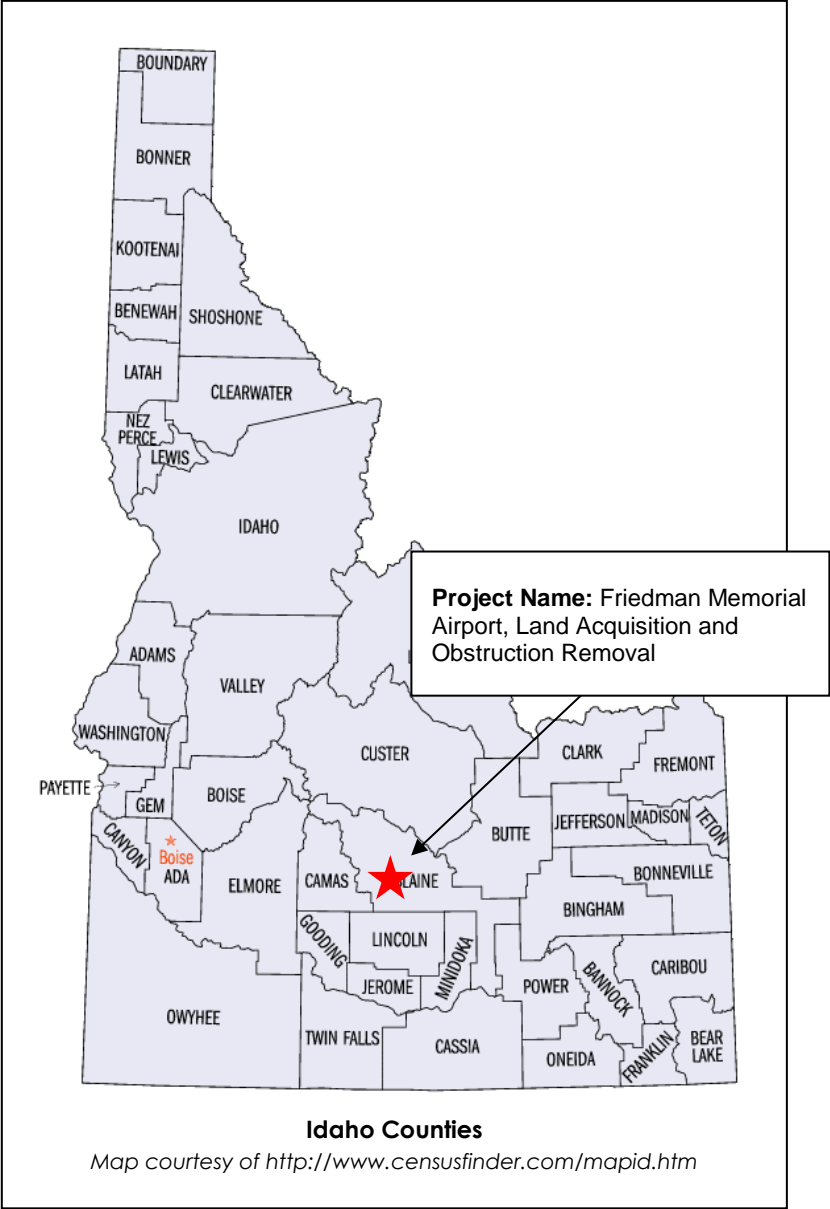 BOUNDARY
BONNER
KOOTENAI
BENEWAH
SHOSHONE
LATAH
CLEARWATER
NEZ
PERCE
LEWIS
IDAHO
Project Name: Friedman Memorial
Airport, Land Acquisition and
Obstruction Removal
ADAMS
VALLEY
WASHINGTON
CUSTER
CLARK
FREMONT
PAYETTE
GEM
BOISE
BUTTE
JEFFERSON
MADISON
TETON
CANYON
Boise
ADA
ELMORE
CAMAS
LAINE
BONNEVILLE
BINGHAM
GOODING
LINCOLN
MINIDOKA
JEROME
POWER
BANNOCK
CARIBOU
OWYHEE
TWIN FALLS
CASSIA
ONEIDA
FRANKLIN
BEAR
LAKE
Idaho Counties
Map courtesy of http://www.censusfinder.com/mapid.htm